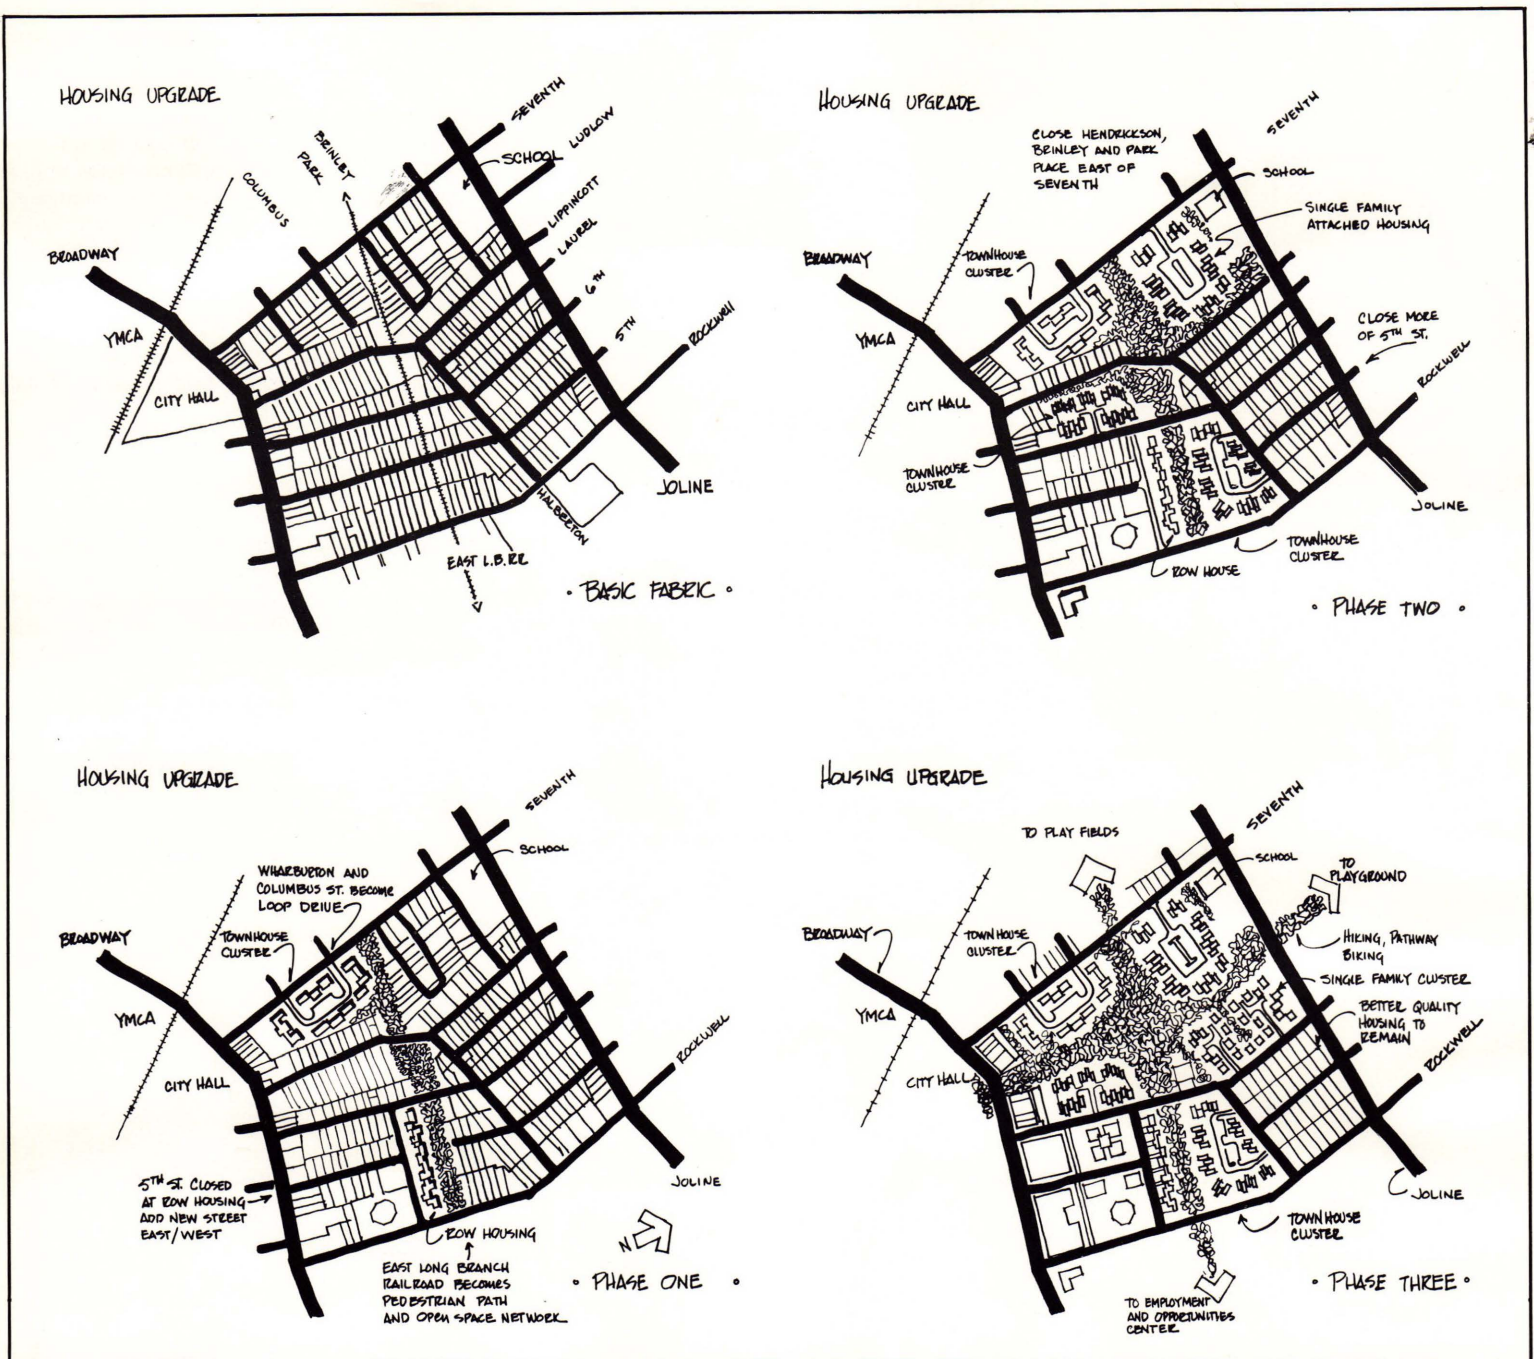 HOUSING UPGRADE
BRINLEY
PARK
COLUMBUS
SEVENTH
LUDLOW
SCHOOL
LIPPINCOTT
LAUREL
6TH
5TH
ROCKWELL
BROADWAY
YMCA
CITY HALL
HALBERTON
JOLINE
EAST L.B.RR
• BASIC FABRIC •
HOUSING UPGRADE
CLOSE HENDRICKSON,
BRINLEY AND PARK
PLACE EAST OF
SEVENTH
SEVENTH
SCHOOL
SINGLE FAMILY
ATTACHED HOUSING
TOWNHOUSE
CLUSTER
BROADWAY
YMCA
CLOSE MORE
OF 5TH ST.
ROCKWELL
CITY HALL
TOWNHOUSE
CLUSTER
JOLINE
TOWNHOUSE
CLUSTER
ROW HOUSE
• PHASE TWO •
HOUSING UPGRADE
SEVENTH
SCHOOL
WHARBURTON AND
COLUMBUS ST. BECOME
LOOP DRIVE
TOWNHOUSE
CLUSTER
BROADWAY
YMCA
CITY HALL
ROCKWELL
JOLINE
5TH ST. CLOSED
AT ROW HOUSING
ADD NEW STREET
EAST/WEST
ROW HOUSING
N
EAST LONG BRANCH
RAILROAD BECOMES
PEDESTRIAN PATH
AND OPEN SPACE NETWORK
• PHASE ONE •
HOUSING UPGRADE
TO PLAY FIELDS
SEVENTH
SCHOOL
TO
PLAYGROUND
BROADWAY
TOWNHOUSE
CLUSTER
HIKING, PATHWAY
BIKING
SINGLE FAMILY CLUSTER
YMCA
BETTER QUALITY
HOUSING TO
REMAIN
ROCKWELL
CITY HALL
JOLINE
TOWNHOUSE
CLUSTER
TO EMPLOYMENT
AND OPPORTUNITIES
CENTER
• PHASE THREE •